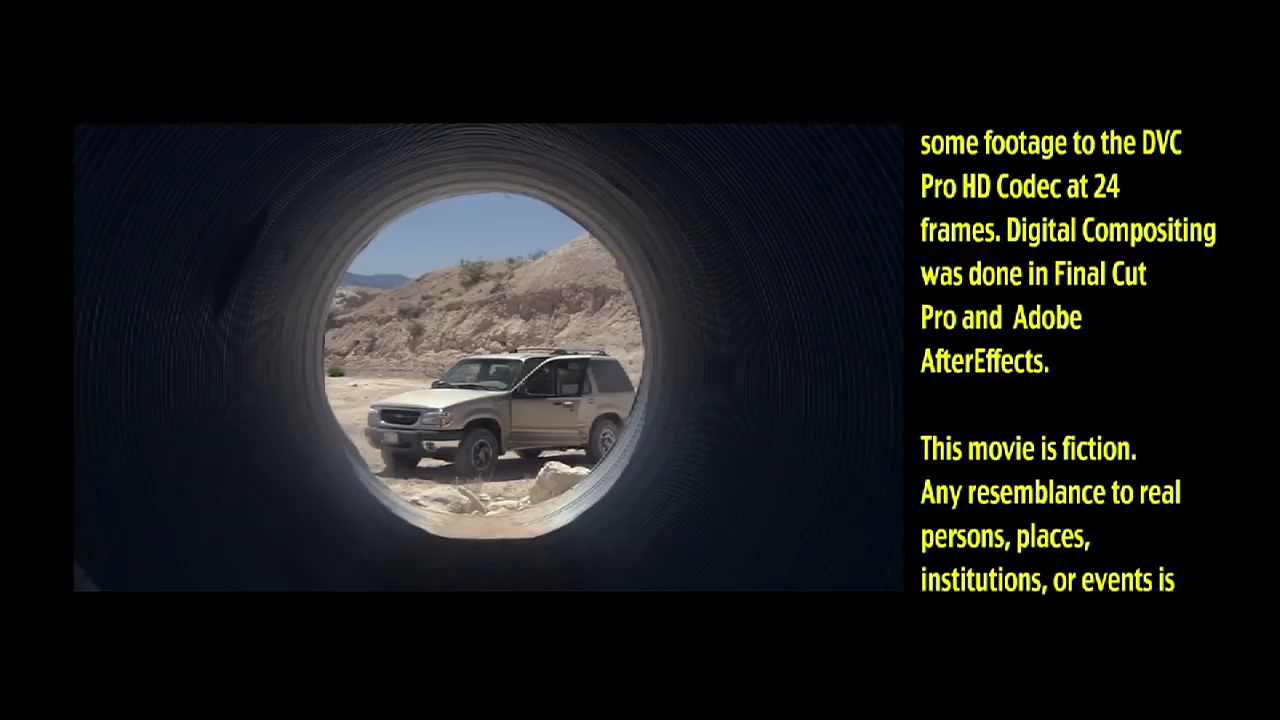 some footage to the DVC
Pro HD Codec at 24
frames. Digital Compositing
was done in Final Cut
Pro and Adobe
AfterEffects.
This movie is fiction.
Any resemblance to real
persons, places,
institutions, or events is